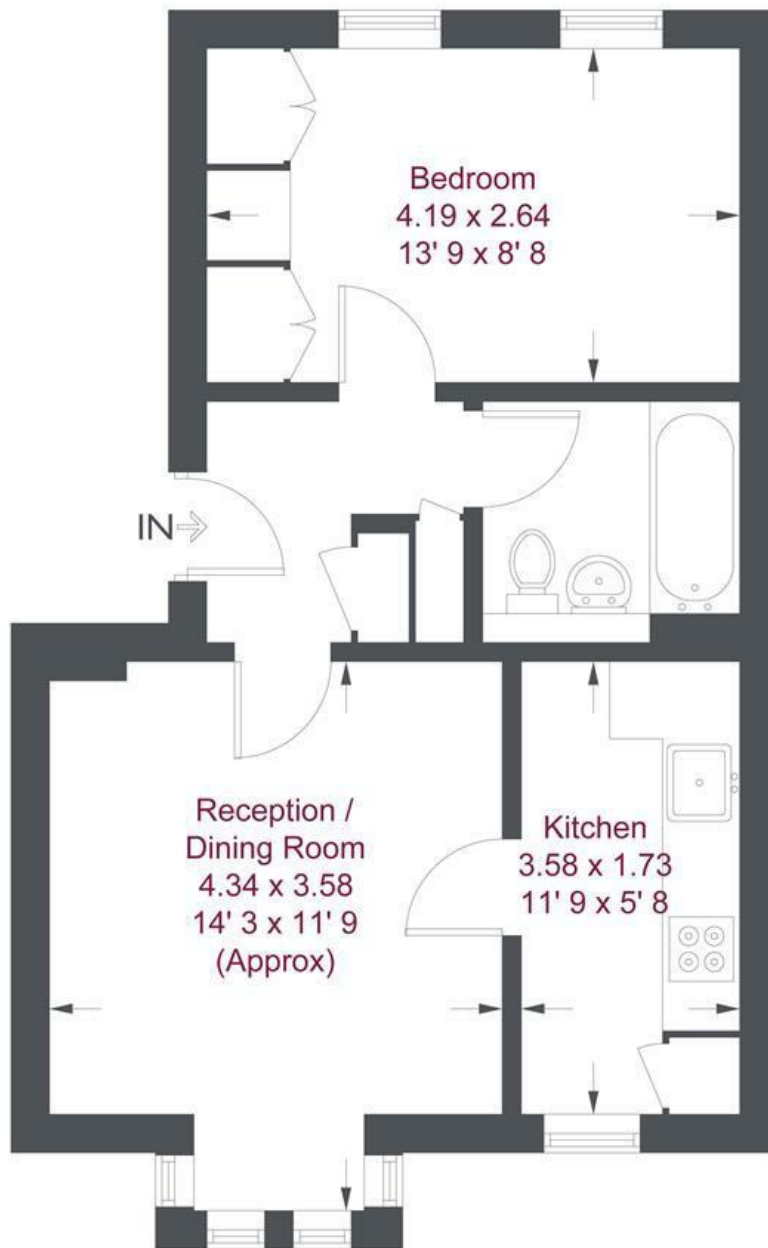 Bedroom
4.19 x 2.64
13' 9 x 8' 8
IN
Reception /
Dining Room
4.34 x 3.58
14' 3 x 11' 9
(Approx)
Kitchen
3.58 x 1.73
11' 9 x 5' 8